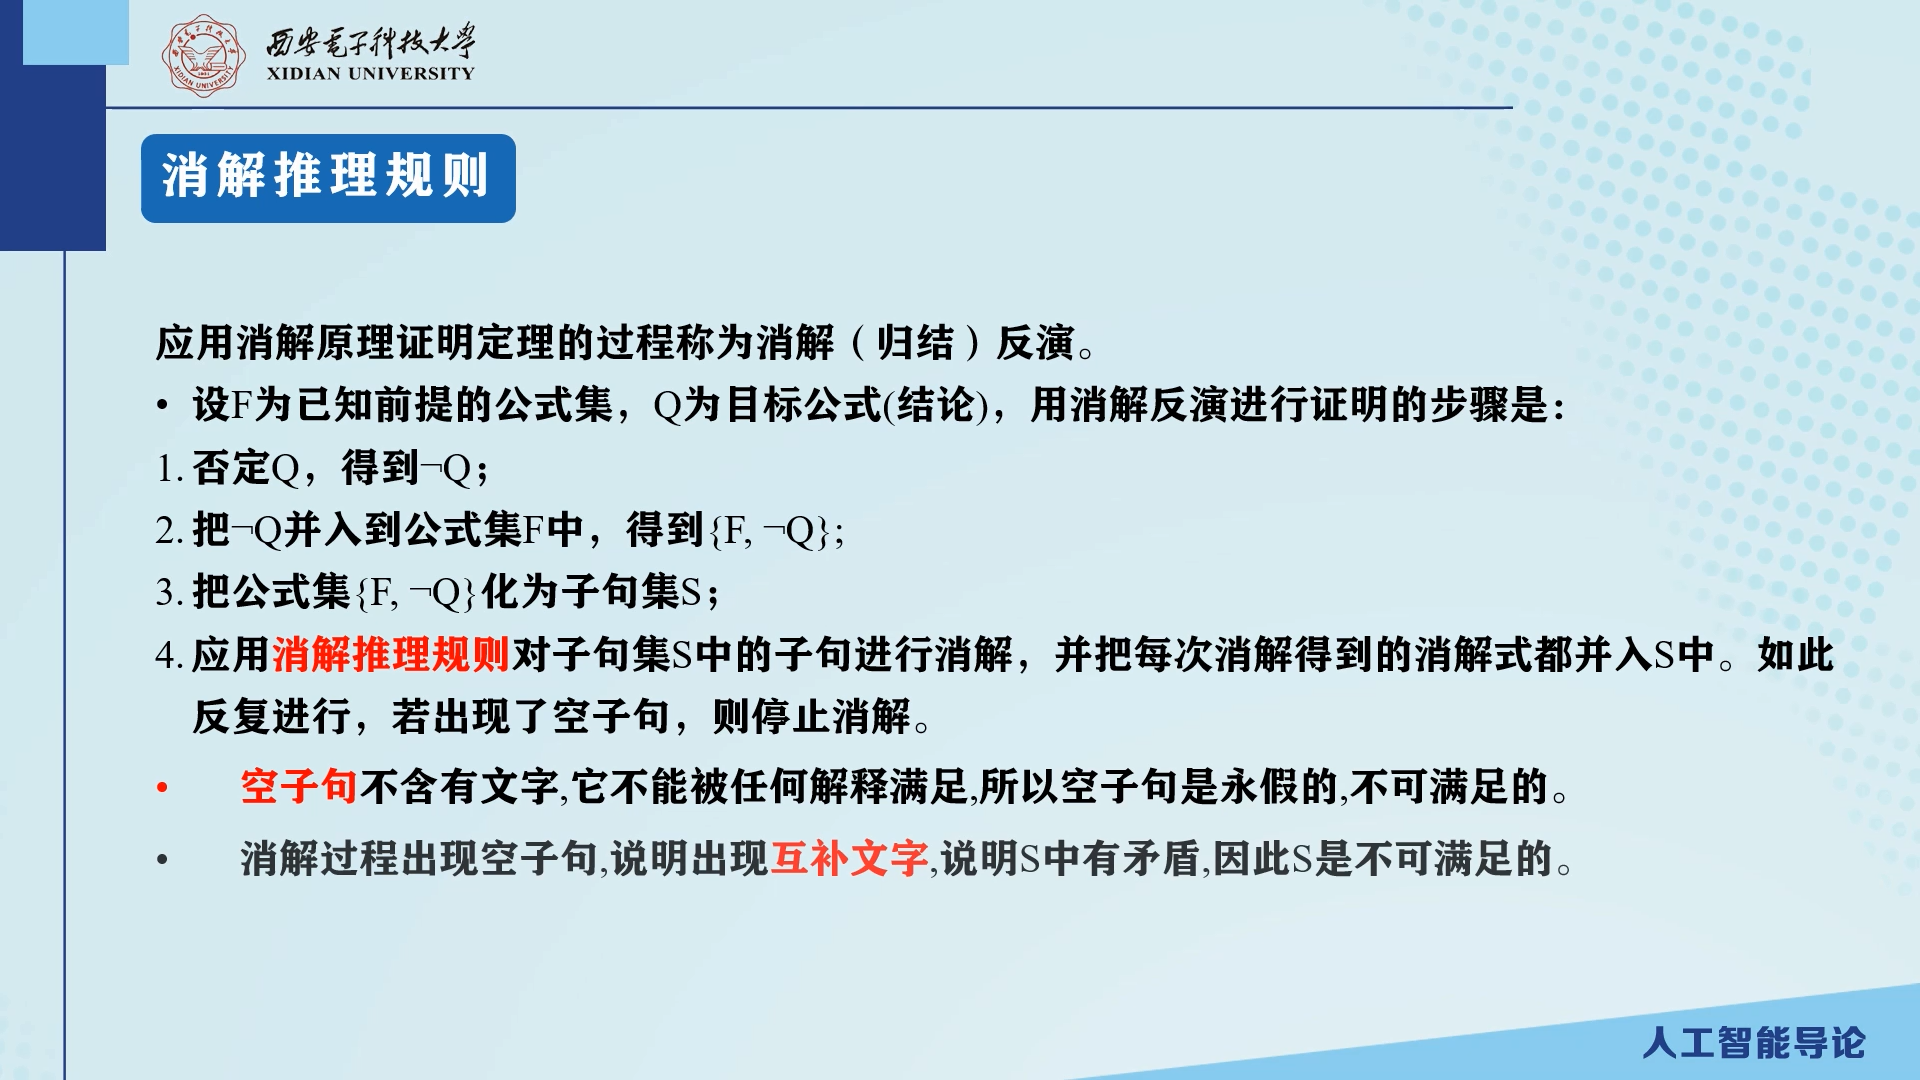 西安電子科技大学
XIDIAN UNIVERSITY
消解推理规则
应用消解原理证明定理的过程称为消解（归结）反演。
• 设F为已知前提的公式集，Q为目标公式(结论)，用消解反演进行证明的步骤是：
1. 否定Q，得到¬Q；
2. 把¬Q并入到公式集F中，得到{F, ¬Q};
3. 把公式集{F, ¬Q}化为子句集S；
4. 应用消解推理规则对子句集S中的子句进行消解，并把每次消解得到的消解式都并入S中。如此
反复进行，若出现了空子句，则停止消解。
• 空子句不含有文字,它不能被任何解释满足,所以空子句是永假的,不可满足的。
• 消解过程出现空子句,说明出现互补文字,说明S中有矛盾,因此S是不可满足的。
人工智能导论